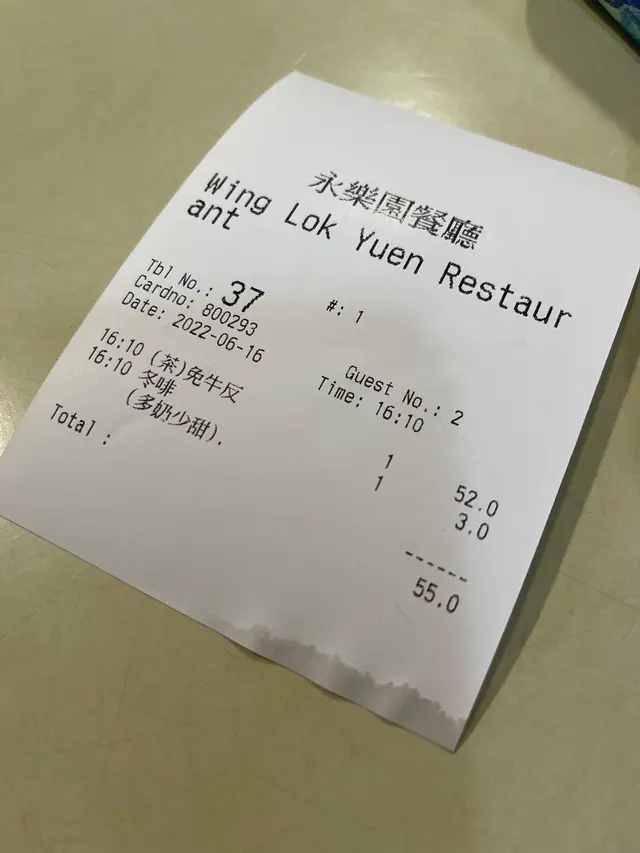 永樂園餐廳
Wing Lok Yuen Restaur
ant
Tbl No.: 37 #: 1
Cardno: 800293 Guest No.: 2
Date: 2022-06-16 Time: 16:10
16:10 (茶)免牛反 1 52.0
16:10 冬啡 1 3.0
(多奶少甜).
------
Total : 55.0